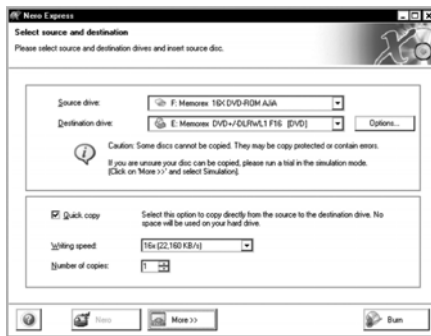 Nero Express
Select source and destination
Please select source and destination drives and insert source disc.
Source drive: F: Memorex 16X DVD-ROM AJIA
Destination drive: E: Memorex DVD+/-DLRWL1 F16 [DVD] Options...
Caution: Some discs cannot be copied. They may be copy protected or contain errors.
If you are unsure your disc can be copied, please run a trial in the simulation mode.
(Click on 'More >>' and select Simulation).
Quick copy Select this option to copy directly from the source to the destination drive. No
space will be used on your hard drive.
Writing speed: 16x (22,160 KB/s)
Number of copies: 1
Nero More >> Burn